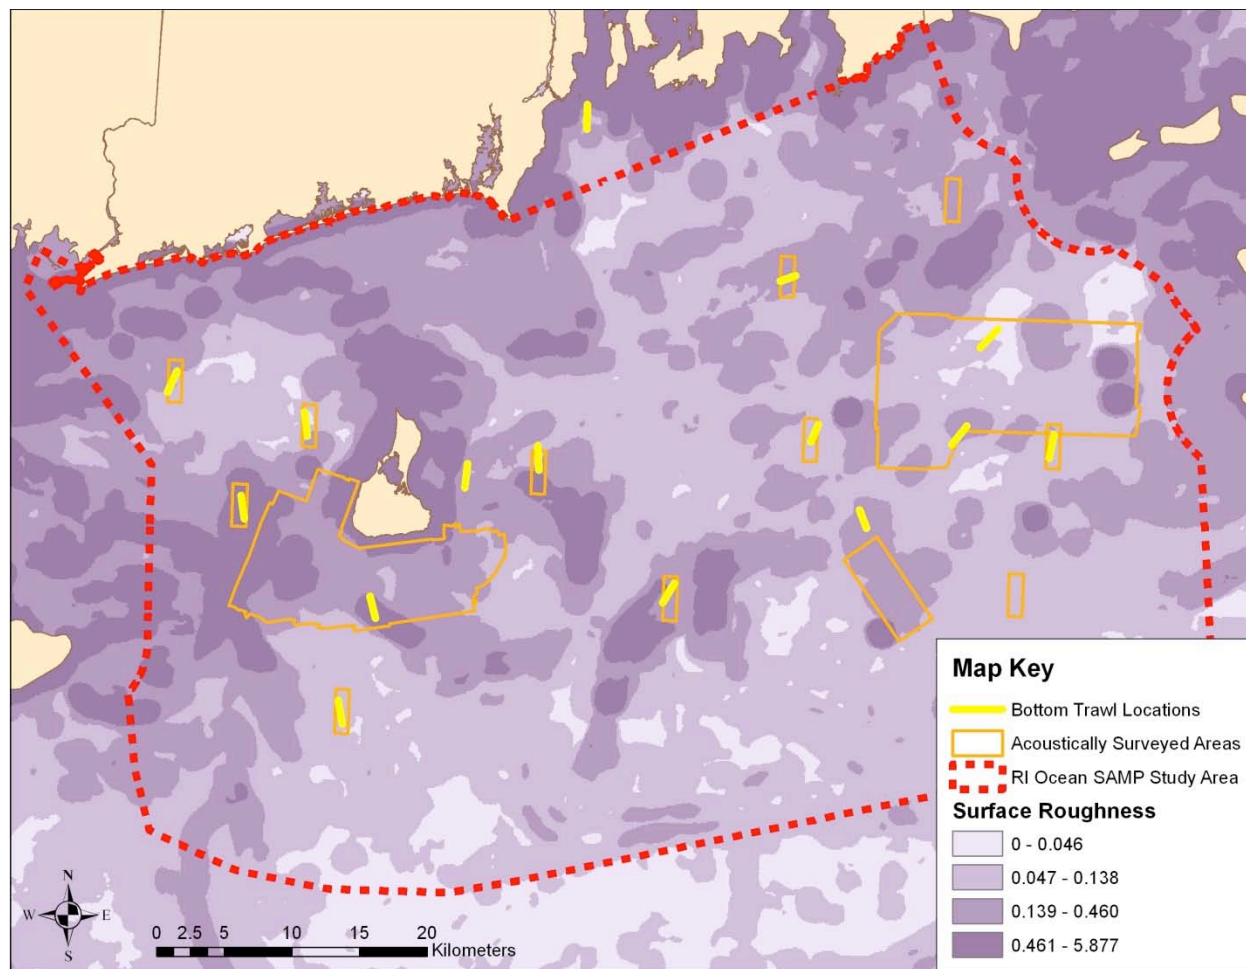 Map Key
Bottom Trawl Locations
Acoustically Surveyed Areas
RI Ocean SAMP Study Area
Surface Roughness
0 - 0.046
0.047 - 0.138
0.139 - 0.460
0.461 - 5.877
N
W E
S
0 2.5 5 10 15 20
Kilometers